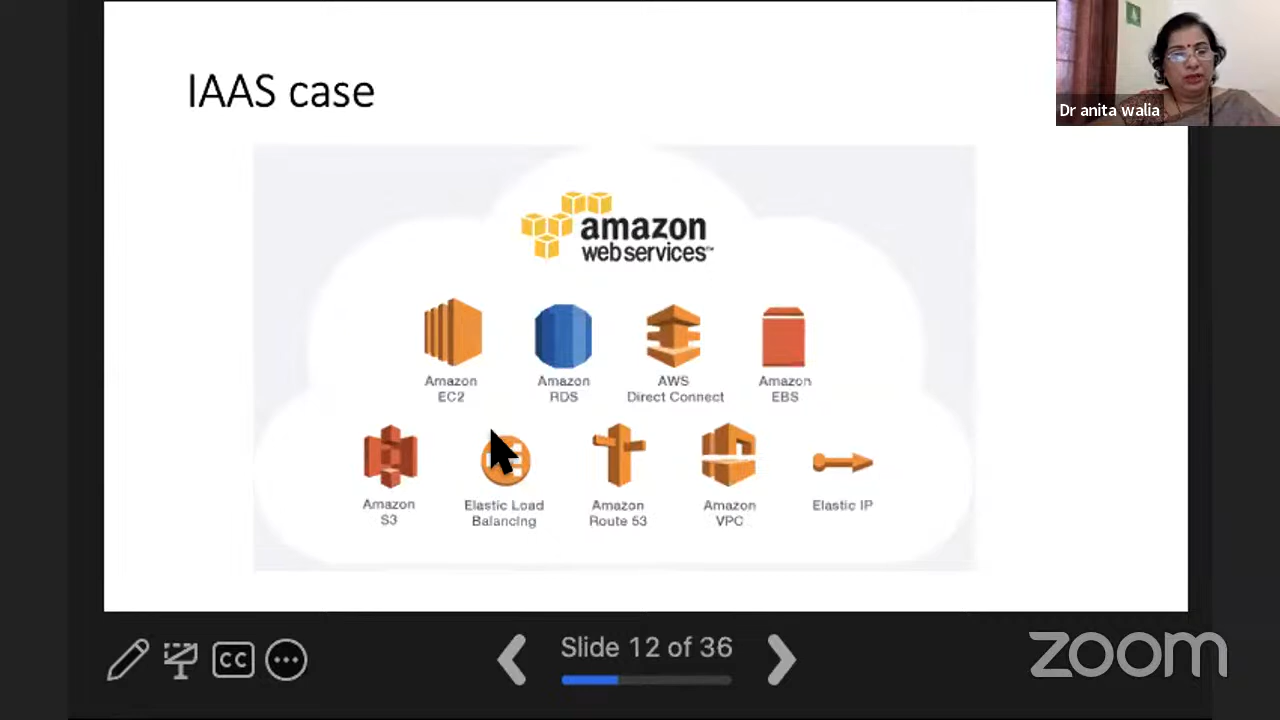 IAAS case
Dr anita walia
amazon
webservices™
Amazon
EC2
Amazon
RDS
AWS
Direct Connect
Amazon
EBS
Amazon
S3
Elastic Load
Balancing
Amazon
Route 53
Amazon
VPC
Elastic IP
CC
Slide 12 of 36
zoom